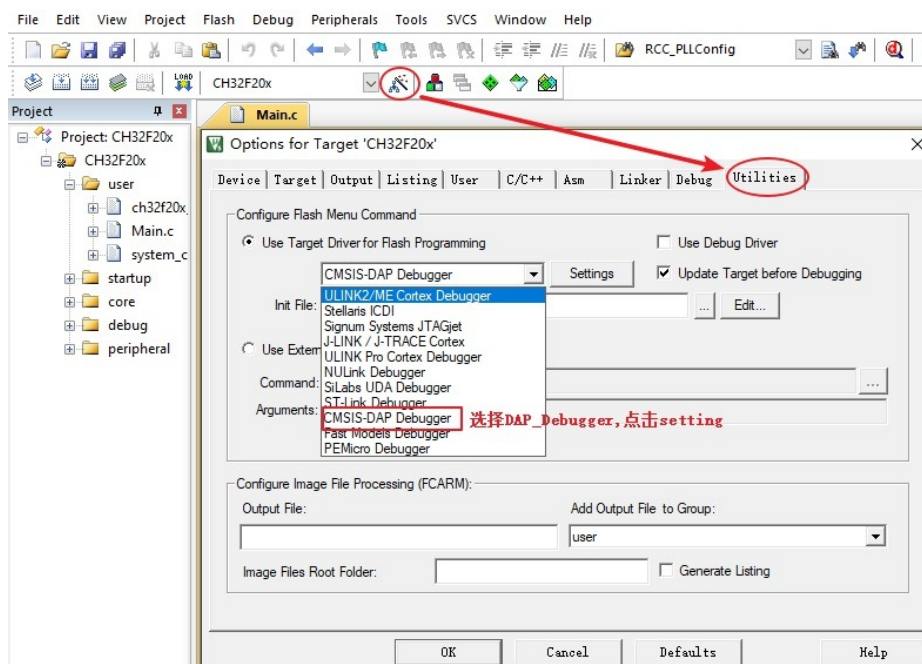 File Edit View Project Flash Debug Peripherals Tools SVCS Window Help
RCC_PLLConfig
LOAD
CH32F20x
Project
Main.c
Project: CH32F20x
CH32F20x
user
ch32f20x
Main.c
system_c
startup
core
debug
peripheral
Options for Target 'CH32F20x'
Device Target Output Listing User C/C++ Asm Linker Debug Utilities
Configure Flash Menu Command
Use Target Driver for Flash Programming
Use Debug Driver
CMSIS-DAP Debugger
Settings
Update Target before Debugging
ULINK2/ME Cortex Debugger
Stellaris ICDI
Init File:
... Edit...
Signum Systems JTAGjet
J-LINK / J-TRACE Cortex
Use Extern
ULINK Pro Cortex Debugger
NULink Debugger
Command:
SiLabs UDA Debugger
...
ST-Link Debugger
Arguments:
CMSIS-DAP Debugger
选择DAP_Debugger,点击setting
Fast Models Debugger
PEMicro Debugger
Configure Image File Processing (FCARM):
Output File:
Add Output File to Group:
user
Image Files Root Folder:
Generate Listing
OK Cancel Defaults Help